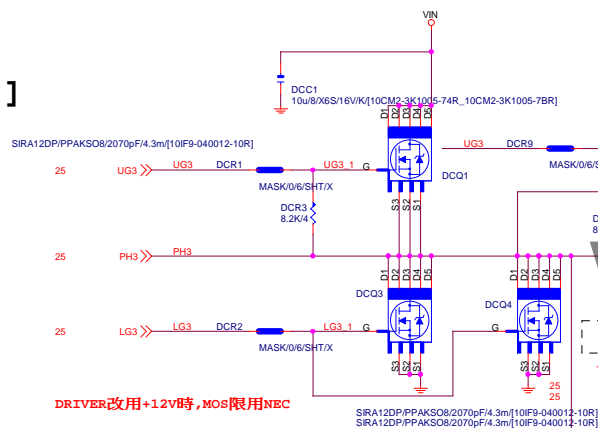 VIN
]
DCC1
10u/8/X6S/16V/K/[10CM2-3K1005-74R_10CM2-3K1005-7BR]
D1 D2 D3 D4 D5
SIRA12DP/PPAKSO8/2070pF/4.3m/[10IF9-040012-10R]
UG3 DCR9
25 UG3 UG3 DCR1 UG3_1 G
DCQ1
MASK/0/6/S
MASK/0/6/SHT/X
S3 S2 S1
DCR3
8.2K/4
D
8
25 PH3 PH3
D1 D2 D3 D4 D5
D1 D2 D3 D4 D5
DCQ3
DCQ4
25 LG3 LG3 DCR2 LG3_1 G
G
MASK/0/6/SHT/X
S3 S2 S1
S3 S2 S1
25
25
DRIVER改用+12V時,MOS限用NEC
SIRA12DP/PPAKSO8/2070pF/4.3m/[10IF9-040012-10R]
SIRA12DP/PPAKSO8/2070pF/4.3m/[10IF9-040012-10R]